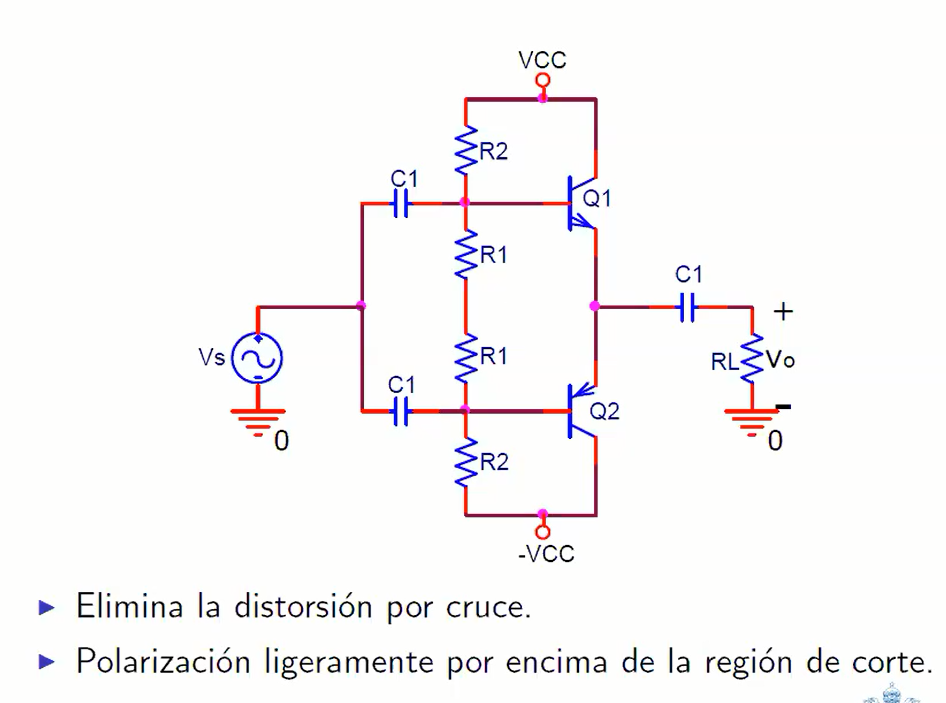 VCC
R2
C1
Q1
R1
C1
+
Vs
R1
RL
Vo
C1
Q2
-
0
R2
0
-VCC
Elimina la distorsión por cruce.
Polarización ligeramente por encima de la región de corte.